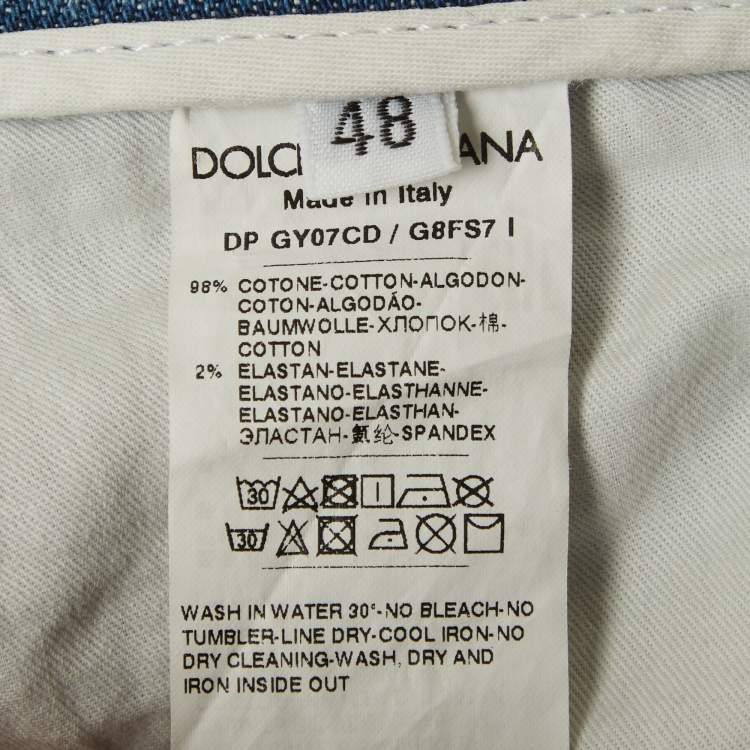 48
DOLC ANA
Made in Italy
DP GY07CD / G8FS7 I
98% COTONE-COTTON-ALGODON-
COTON-ALGODÃO-
BAUMWOLLE-ХЛОПОК-棉-
COTTON
2% ELASTAN-ELASTANE-
ELASTANO-ELASTHANNE-
ELASTANO-ELASTHAN-
ЭЛАСТАН-氨纶-SPANDEX
30
30
WASH IN WATER 30°-NO BLEACH-NO
TUMBLER-LINE DRY-COOL IRON-NO
DRY CLEANING-WASH, DRY AND
IRON INSIDE OUT